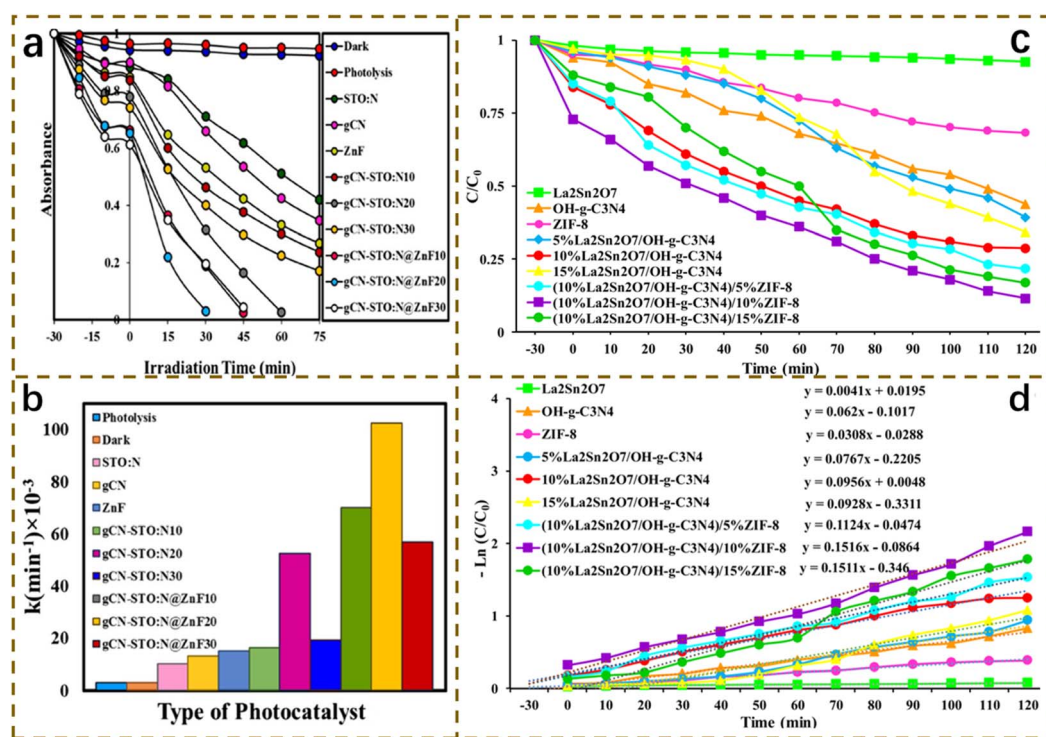 a
Absorbance
1
0.8
0.6
0.4
0.2
0
-30
-15
0
15
30
45
60
75
Irradiation Time (min)
Dark
Photolysis
STO:N
gCN
ZnF
gCN-STO:N10
gCN-STO:N20
gCN-STO:N30
gCN-STO:N@ZnF10
gCN-STO:N@ZnF20
gCN-STO:N@ZnF30
c
C/C0
1
0.75
0.5
0.25
0
La2Sn2O7
OH-g-C3N4
ZIF-8
5%La2Sn2O7/OH-g-C3N4
10%La2Sn2O7/OH-g-C3N4
15%La2Sn2O7/OH-g-C3N4
(10%La2Sn2O7/OH-g-C3N4)/5%ZIF-8
(10%La2Sn2O7/OH-g-C3N4)/10%ZIF-8
(10%La2Sn2O7/OH-g-C3N4)/15%ZIF-8
-30 0 10 20 30 40 50 60 70 80 90 100 110 120
Time (min)
b
k(min⁻¹)×10⁻³
100
80
60
40
20
0
Photolysis
Dark
STO:N
gCN
ZnF
gCN-STO:N10
gCN-STO:N20
gCN-STO:N30
gCN-STO:N@ZnF10
gCN-STO:N@ZnF20
gCN-STO:N@ZnF30
Type of Photocatalyst
d
- Ln (C/C0)
4
3
2
1
0
La2Sn2O7 y = 0.0041x + 0.0195
OH-g-C3N4 y = 0.062x - 0.1017
ZIF-8 y = 0.0308x - 0.0288
5%La2Sn2O7/OH-g-C3N4 y = 0.0767x - 0.2205
10%La2Sn2O7/OH-g-C3N4 y = 0.0956x + 0.0048
15%La2Sn2O7/OH-g-C3N4 y = 0.0928x - 0.3311
(10%La2Sn2O7/OH-g-C3N4)/5%ZIF-8 y = 0.1124x - 0.0474
(10%La2Sn2O7/OH-g-C3N4)/10%ZIF-8 y = 0.1516x - 0.0864
(10%La2Sn2O7/OH-g-C3N4)/15%ZIF-8 y = 0.1511x - 0.346
-30 0 10 20 30 40 50 60 70 80 90 100 110 120
Time (min)